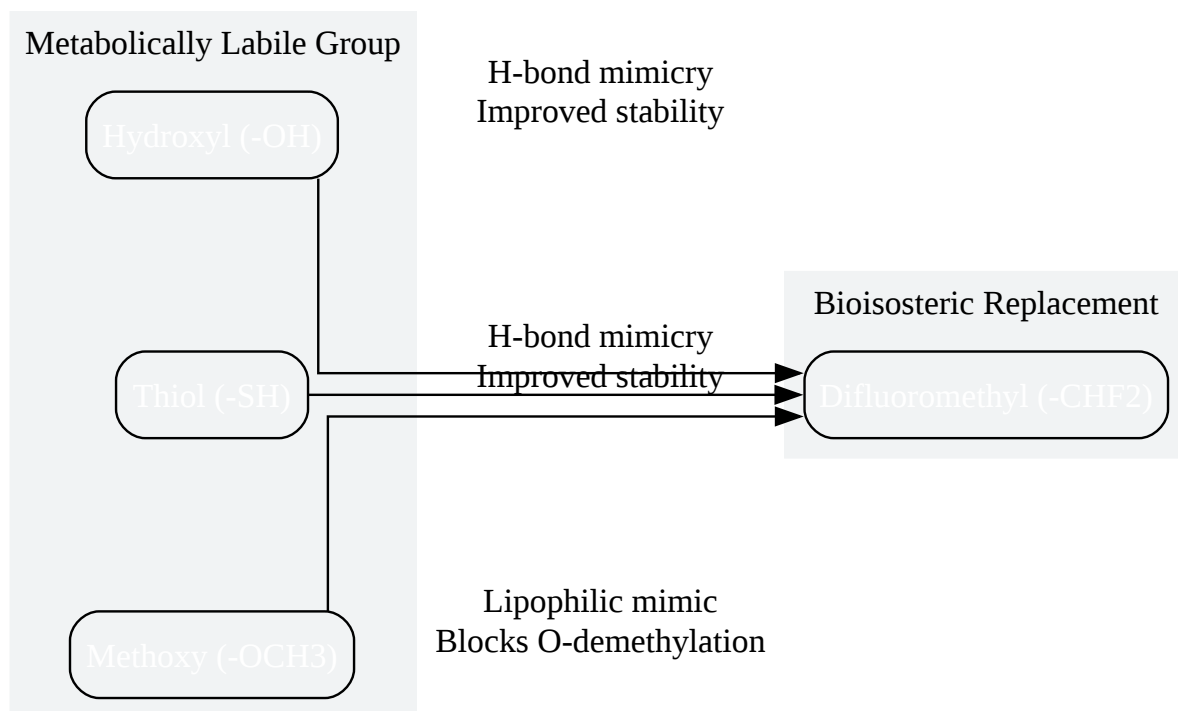 Metabolically Labile Group
Hydroxyl (-OH)
H-bond mimicry
Improved stability
Thiol (-SH)
H-bond mimicry
Improved stability
Methoxy (-OCH3)
Lipophilic mimic
Blocks O-demethylation
Bioisosteric Replacement
Difluoromethyl (-CHF2)